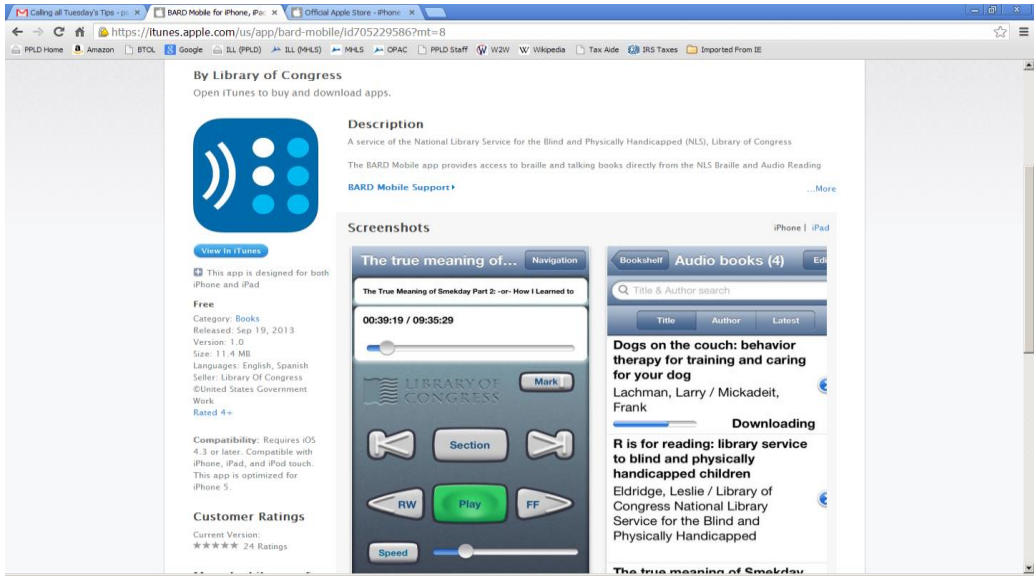 Calling all Tuesday's Tips - p
BARD Mobile for iPhone, iPad
Official Apple Store - iPhone
https://itunes.apple.com/us/app/bard-mobile/id705229586?mt=8
PPLD Home Amazon BTOL Google ILL (PPLD) ILL (MHLS) MHLS OPAC PPLD Staff W2W Wikipedia Tax Aide IRS Taxes Imported From IE
By Library of Congress
Open iTunes to buy and download apps.
View In iTunes
This app is designed for both
iPhone and iPad
Free
Category: Books
Released: Sep 19, 2013
Version: 1.0
Size: 11.4 MB
Languages: English, Spanish
Seller: Library Of Congress
©United States Government
Work
Rated 4+
Compatibility: Requires iOS
4.3 or later. Compatible with
iPhone, iPad, and iPod touch.
This app is optimized for
iPhone 5.
Customer Ratings
Current Version:
★★★★★ 24 Ratings
Description
A service of the National Library Service for the Blind and Physically Handicapped (NLS), Library of Congress
The BARD Mobile app provides access to braille and talking books directly from the NLS Braille and Audio Reading
BARD Mobile Support
...More
Screenshots
iPhone | iPad
The true meaning of... Navigation
The True Meaning of Smekday Part 2: -or- How I Learned to
00:39:19 / 09:35:29
LIBRARY OF
CONGRESS
Mark
Section
RW Play FF
Speed
Bookshelf Audio books (4) Edi
Title & Author search
Title Author Latest
Dogs on the couch: behavior
therapy for training and caring
for your dog
Lachman, Larry / Mickadeit,
Frank
Downloading
R is for reading: library service
to blind and physically
handicapped children
Eldridge, Leslie / Library of
Congress National Library
Service for the Blind and
Physically Handicapped
The true meaning of Smekday